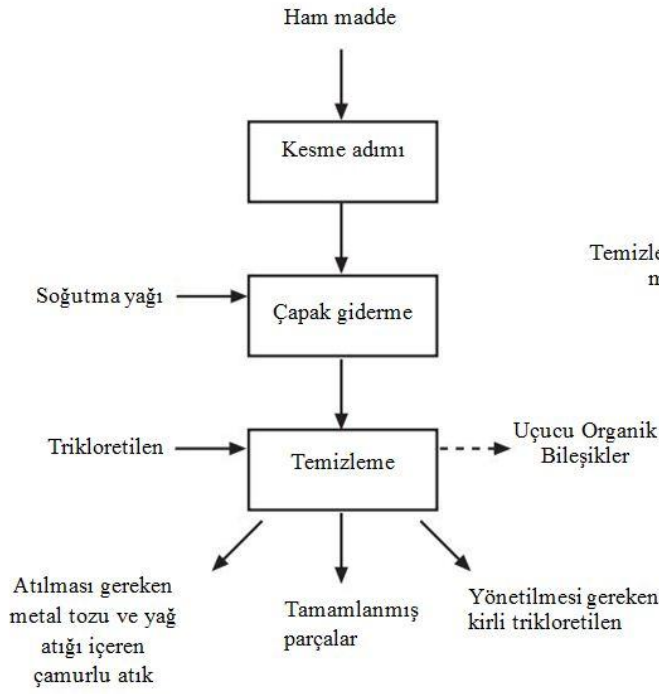 Ham madde
Kesme adımı
Soğutma yağı
Çapak giderme
Trikloretilen
Temizleme
Uçucu Organik
Bileşikler
Atılması gereken
metal tozu ve yağ
atığı içeren
çamurlu atık
Tamamlanmış
parçalar
Yönetilmesi gereken
kirli trikloretilen